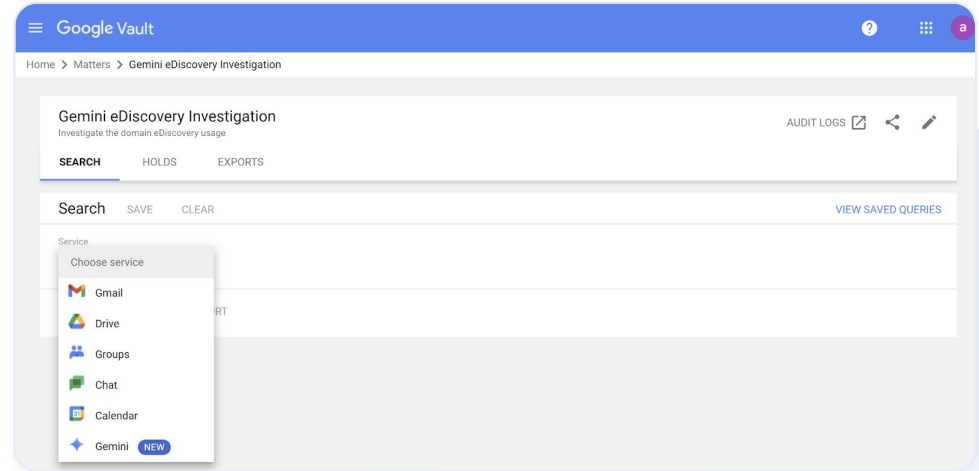 Google Vault
a
Home > Matters > Gemini eDiscovery Investigation
Gemini eDiscovery Investigation
Investigate the domain eDiscovery usage
AUDIT LOGS
SEARCH HOLDS EXPORTS
Search SAVE CLEAR VIEW SAVED QUERIES
Service
Choose service
Gmail
RT
Drive
Groups
Chat
31 Calendar
Gemini NEW